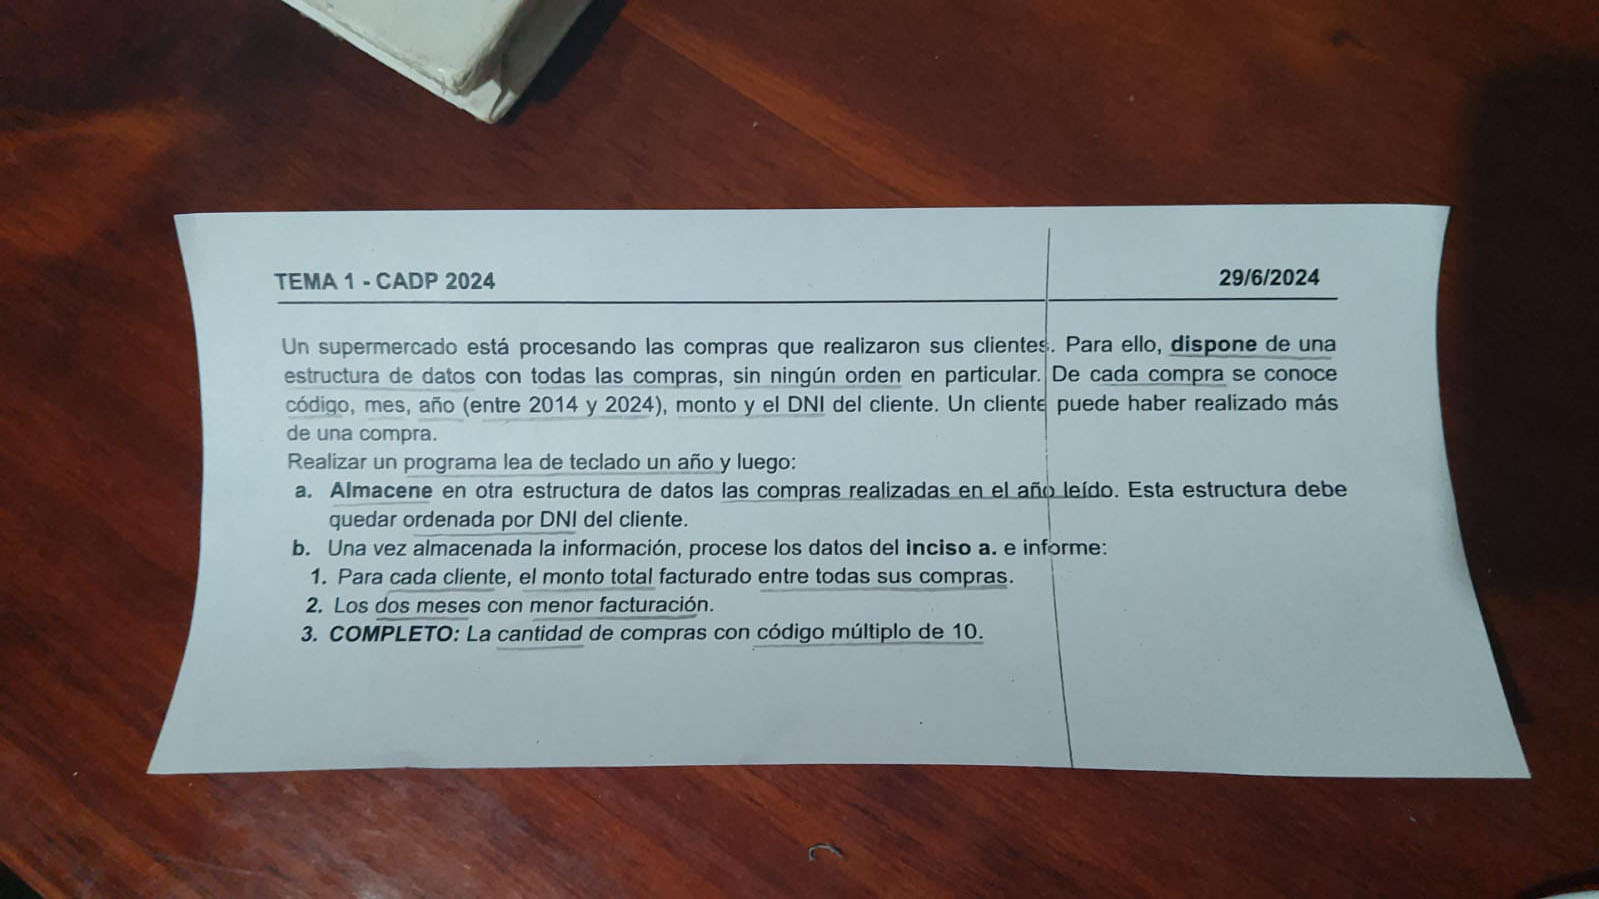 TEMA 1 - CADP 2024 29/6/2024
Un supermercado está procesando las compras que realizaron sus clientes. Para ello, dispone de una
estructura de datos con todas las compras, sin ningún orden en particular. De cada compra se conoce
código, mes, año (entre 2014 y 2024), monto y el DNI del cliente. Un cliente puede haber realizado más
de una compra.
Realizar un programa lea de teclado un año y luego:
a. Almacene en otra estructura de datos las compras realizadas en el año leído. Esta estructura debe
quedar ordenada por DNI del cliente.
b. Una vez almacenada la información, procese los datos del inciso a. e informe:
1. Para cada cliente, el monto total facturado entre todas sus compras.
2. Los dos meses con menor facturación.
3. COMPLETO: La cantidad de compras con código múltiplo de 10.